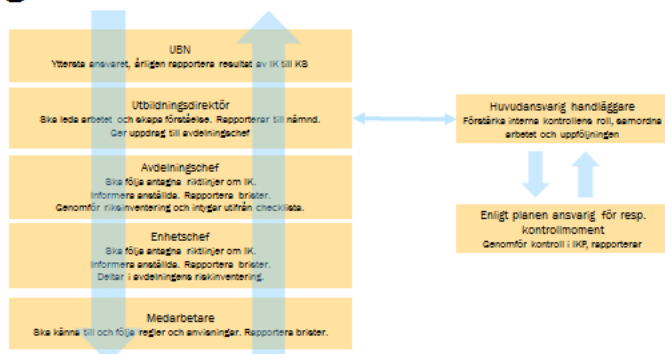 UBN
Yttersta ansvaret, årligen rapportera resultat av IK till KS
Utbildningsdirektör
Ska leda arbetet och skapa förståelse. Rapporterar till nämnd.
Ger uppdrag till avdelningschef
Avdelningschef
Ska följa antagna riktlinjer om IK.
Informera anställda. Rapportera brister.
Genomför riskinventering och intygar utifrån checklista.
Enhetschef
Ska följa antagna riktlinjer om IK.
Informera anställda. Rapportera brister.
Deltar i avdelningens riskinventering.
Medarbetare
Ska känna till och följa regler och anvisningar. Rapportera brister.
Huvudansvarig handläggare
Förstärka interna kontrollens roll, samordna
arbetet och uppföljningen
Enligt planen ansvarig för resp.
kontrollmoment
Genomför kontroll i IKP, rapporterar